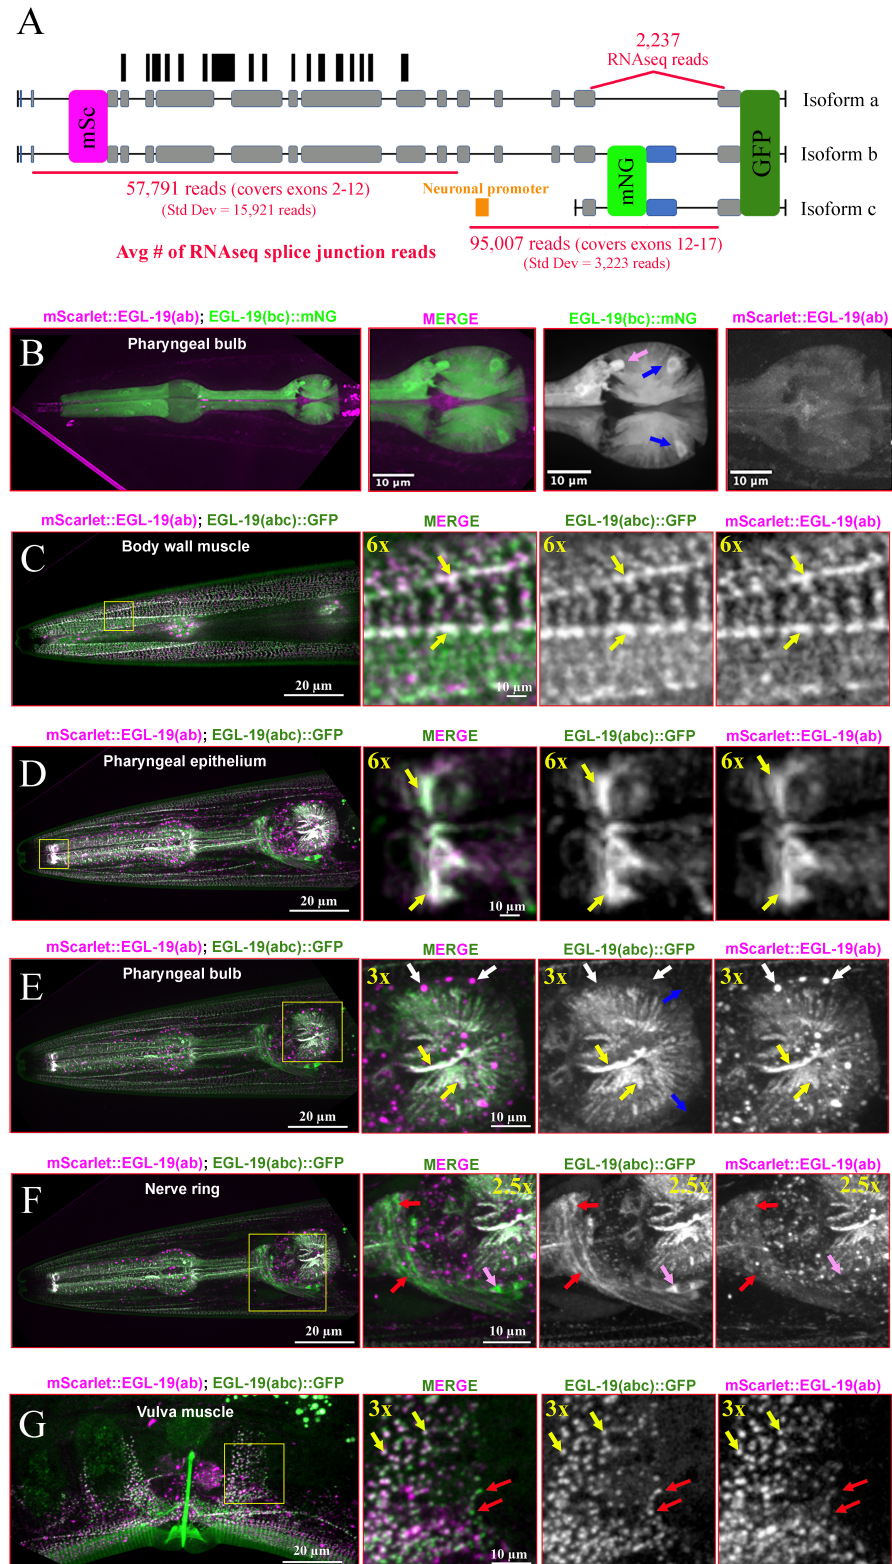 A
2,237
RNAseq reads
mSc
Isoform a
Isoform b
mNG
GFP
57,791 reads (covers exons 2-12)
(Std Dev = 15,921 reads)
Neuronal promoter
Isoform c
Avg # of RNAseq splice junction reads
95,007 reads (covers exons 12-17)
(Std Dev = 3,223 reads)
mScarlet::EGL-19(ab); EGL-19(bc)::mNG
MERGE
EGL-19(bc)::mNG
mScarlet::EGL-19(ab)
B
Pharyngeal bulb
10 µm
10 µm
10 µm
mScarlet::EGL-19(ab); EGL-19(abc)::GFP
MERGE
EGL-19(abc)::GFP
mScarlet::EGL-19(ab)
C
Body wall muscle
6x
6x
6x
20 µm
10 µm
mScarlet::EGL-19(ab); EGL-19(abc)::GFP
MERGE
EGL-19(abc)::GFP
mScarlet::EGL-19(ab)
D
Pharyngeal epithelium
6x
6x
6x
20 µm
10 µm
mScarlet::EGL-19(ab); EGL-19(abc)::GFP
MERGE
EGL-19(abc)::GFP
mScarlet::EGL-19(ab)
E
Pharyngeal bulb
3x
3x
3x
20 µm
10 µm
mScarlet::EGL-19(ab); EGL-19(abc)::GFP
MERGE
EGL-19(abc)::GFP
mScarlet::EGL-19(ab)
F
Nerve ring
2.5x
2.5x
2.5x
20 µm
10 µm
mScarlet::EGL-19(ab); EGL-19(abc)::GFP
MERGE
EGL-19(abc)::GFP
mScarlet::EGL-19(ab)
G
Vulva muscle
3x
3x
3x
20 µm
10 µm